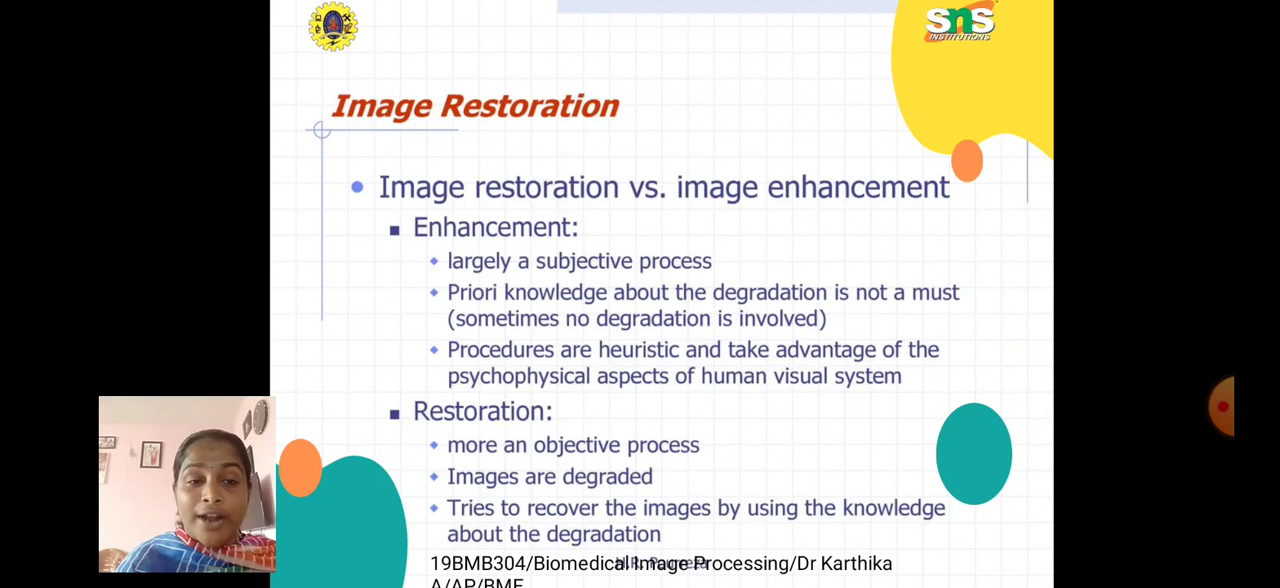 SNS
INSTITUTIONS
Image Restoration
Image restoration vs. image enhancement
Enhancement:
largely a subjective process
Priori knowledge about the degradation is not a must
(sometimes no degradation is involved)
Procedures are heuristic and take advantage of the
psychophysical aspects of human visual system
Restoration:
more an objective process
Images are degraded
Tries to recover the images by using the knowledge
about the degradation
19BMB304/Biomedical Image Processing/Dr Karthika
A/AP/BME